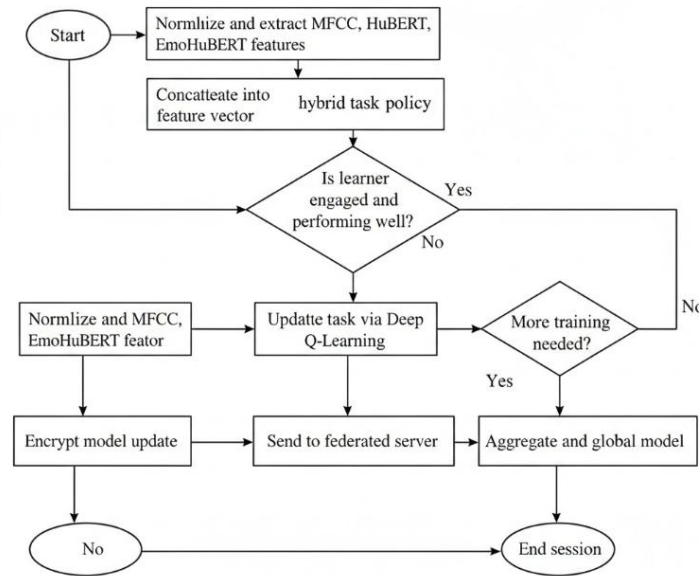 Start
Normlhize and extract MFCC, HuBERT,
EmoHuBERT features
Concatteate into
feature vector
hybrid task policy
Is learner
engaged and
performing well?
Yes
No
Normlize and MFCC,
EmoHuBERT feator
Updatte task via Deep
Q-Learning
More training
needed?
No
Yes
Encrypt model update
Send to federated server
Aggregate and global model
No
End session